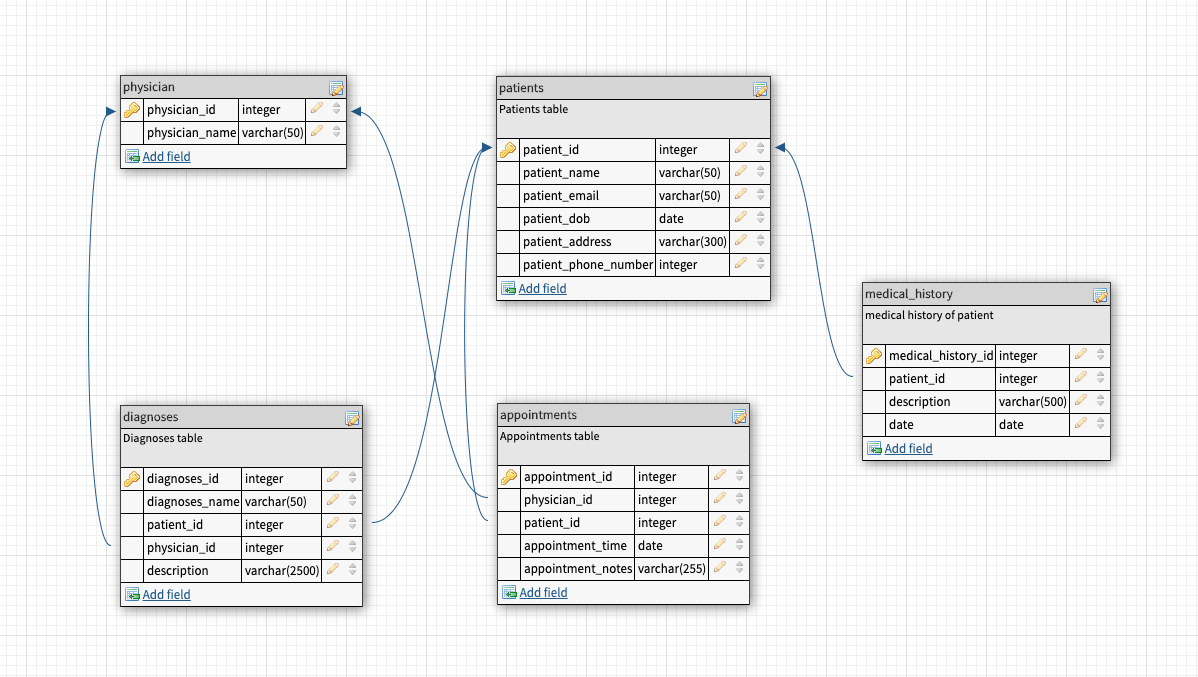 physician
physician_id integer
physician_name varchar(50)
Add field
patients
Patients table
patient_id integer
patient_name varchar(50)
patient_email varchar(50)
patient_dob date
patient_address varchar(300)
patient_phone_number integer
Add field
medical_history
medical history of patient
medical_history_id integer
patient_id integer
description varchar(500)
date date
Add field
diagnoses
Diagnoses table
diagnoses_id integer
diagnoses_name varchar(50)
patient_id integer
physician_id integer
description varchar(2500)
Add field
appointments
Appointments table
appointment_id integer
physician_id integer
patient_id integer
appointment_time date
appointment_notes varchar(255)
Add field